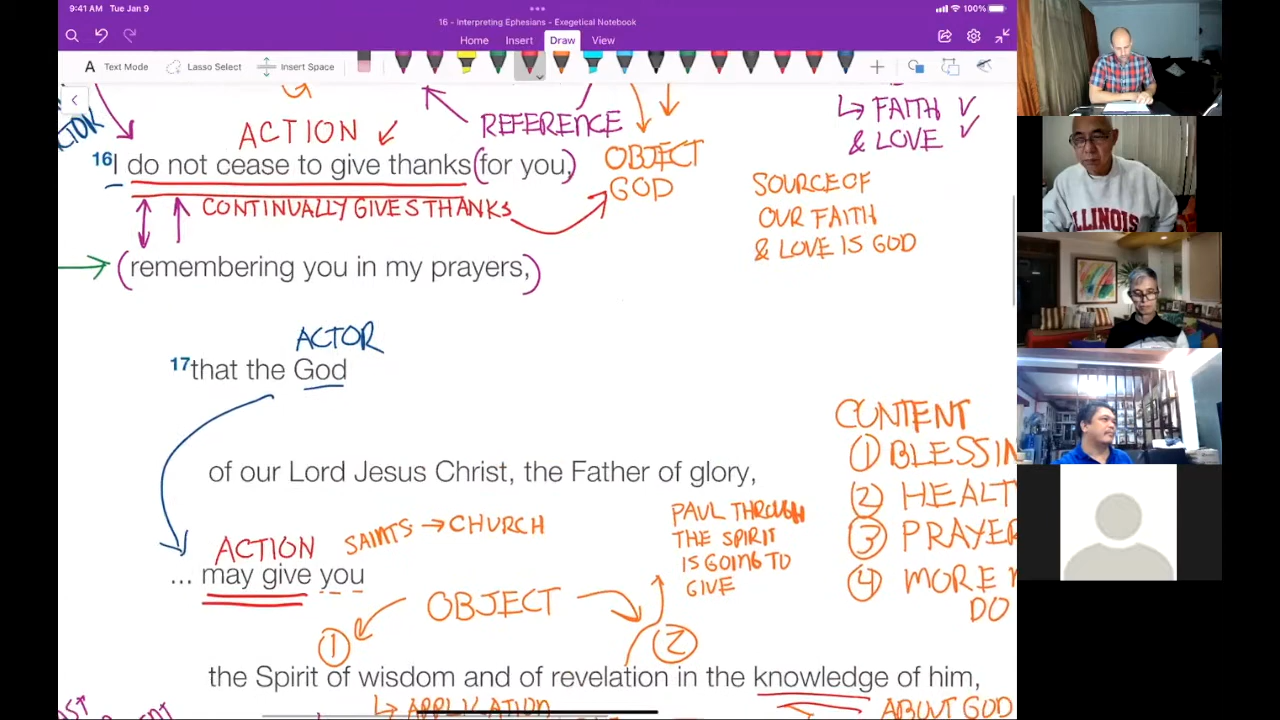 9:41 AM Tue Jan 9
100%
16 - Interpreting Ephesians - Exegetical Notebook
Home Insert Draw View
A Text Mode Lasso Select Insert Space
REFERENCE
ACTION
↳ FAITH ✓
& LOVE ✓
16I do not cease to give thanks (for you,)
OBJECT
GOD
CONTINUALLY GIVES THANKS
SOURCE OF
OUR FAITH
& LOVE IS GOD
(remembering you in my prayers,)
ACTOR
17that the God
CONTENT
① BLESSIN
② HEALT
③ PRAYER
④ MORE
DO
of our Lord Jesus Christ, the Father of glory,
SAINTS → CHURCH
PAUL THROUGH
THE SPIRIT
IS GOING TO
GIVE
ACTION
... may give you
OBJECT
① ②
the Spirit of wisdom and of revelation in the knowledge of him,
↳ APPLICATION
ABOUT GOD
ILLINOIS